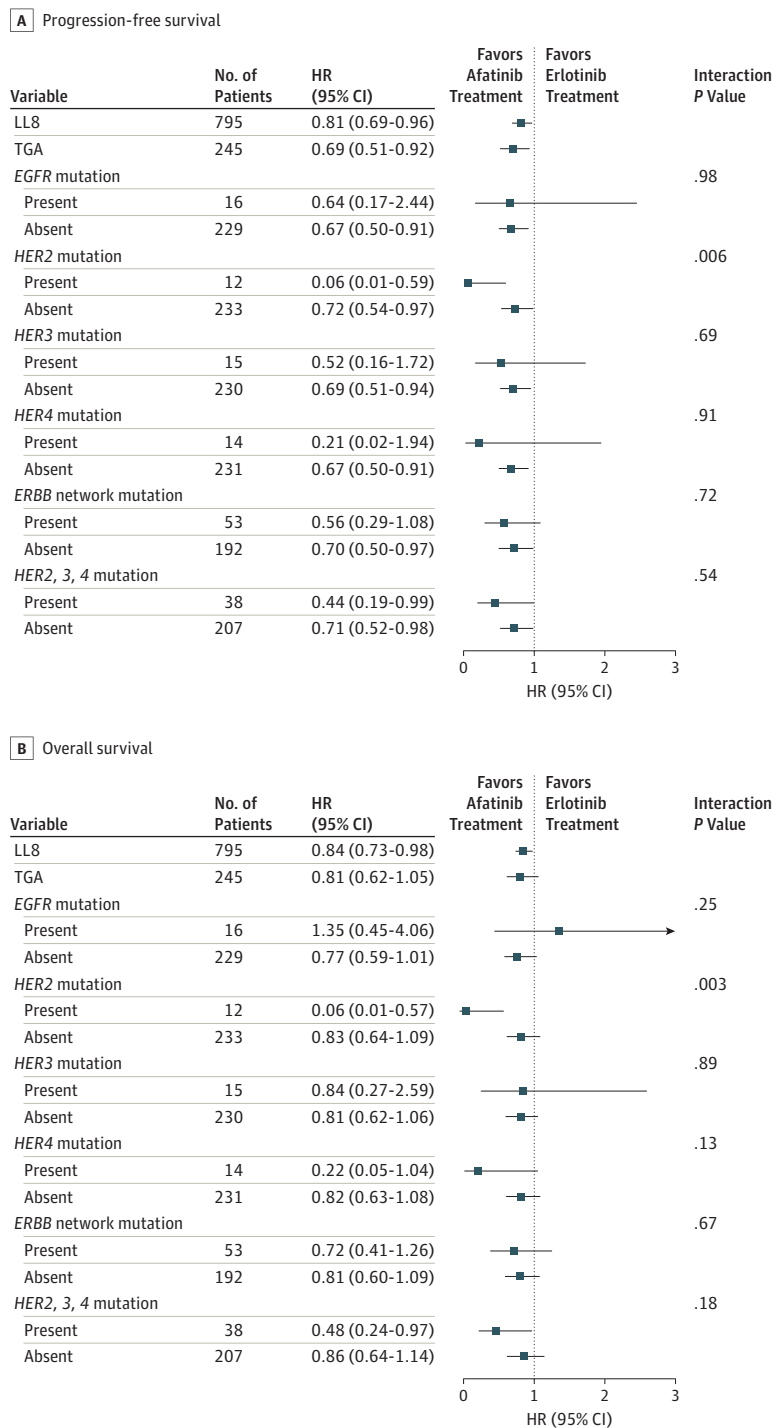 A Progression-free survival
Favors Favors
No. of HR Afatinib Erlotinib Interaction
Variable Patients (95% CI) Treatment Treatment P Value
LL8 795 0.81 (0.69-0.96)
TGA 245 0.69 (0.51-0.92)
EGFR mutation .98
Present 16 0.64 (0.17-2.44)
Absent 229 0.67 (0.50-0.91)
HER2 mutation .006
Present 12 0.06 (0.01-0.59)
Absent 233 0.72 (0.54-0.97)
HER3 mutation .69
Present 15 0.52 (0.16-1.72)
Absent 230 0.69 (0.51-0.94)
HER4 mutation .91
Present 14 0.21 (0.02-1.94)
Absent 231 0.67 (0.50-0.91)
ERBB network mutation .72
Present 53 0.56 (0.29-1.08)
Absent 192 0.70 (0.50-0.97)
HER2, 3, 4 mutation .54
Present 38 0.44 (0.19-0.99)
Absent 207 0.71 (0.52-0.98)
0 1 2 3
HR (95% CI)
B Overall survival
Favors Favors
No. of HR Afatinib Erlotinib Interaction
Variable Patients (95% CI) Treatment Treatment P Value
LL8 795 0.84 (0.73-0.98)
TGA 245 0.81 (0.62-1.05)
EGFR mutation .25
Present 16 1.35 (0.45-4.06)
Absent 229 0.77 (0.59-1.01)
HER2 mutation .003
Present 12 0.06 (0.01-0.57)
Absent 233 0.83 (0.64-1.09)
HER3 mutation .89
Present 15 0.84 (0.27-2.59)
Absent 230 0.81 (0.62-1.06)
HER4 mutation .13
Present 14 0.22 (0.05-1.04)
Absent 231 0.82 (0.63-1.08)
ERBB network mutation .67
Present 53 0.72 (0.41-1.26)
Absent 192 0.81 (0.60-1.09)
HER2, 3, 4 mutation .18
Present 38 0.48 (0.24-0.97)
Absent 207 0.86 (0.64-1.14)
0 1 2 3
HR (95% CI)